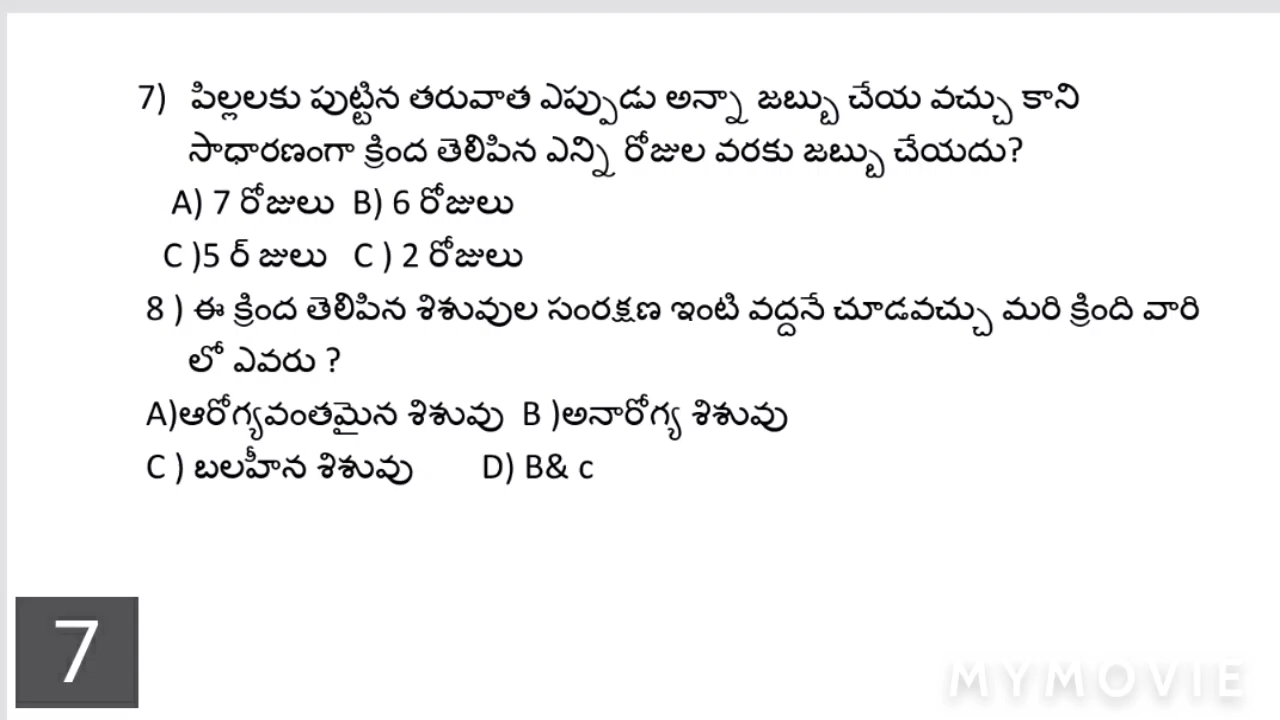 7) పిల్లలకు పుట్టిన తరువాత ఎప్పుడు అన్నా జబ్బు చేయ వచ్చు కాని
సాధారణంగా క్రింద తెలిపిన ఎన్ని రోజుల వరకు జబ్బు చేయదు?
A) 7 రోజులు B) 6 రోజులు
C )5 ర్ జులు C ) 2 రోజులు
8 ) ఈ క్రింద తెలిపిన శిశువుల సంరక్షణ ఇంటి వద్దనే చూడవచ్చు మరి క్రింది వారి
లో ఎవరు ?
A)ఆరోగ్యవంతమైన శిశువు B )అనారోగ్య శిశువు
C ) బలహీన శిశువు D) B& c
7
MYMOVIE